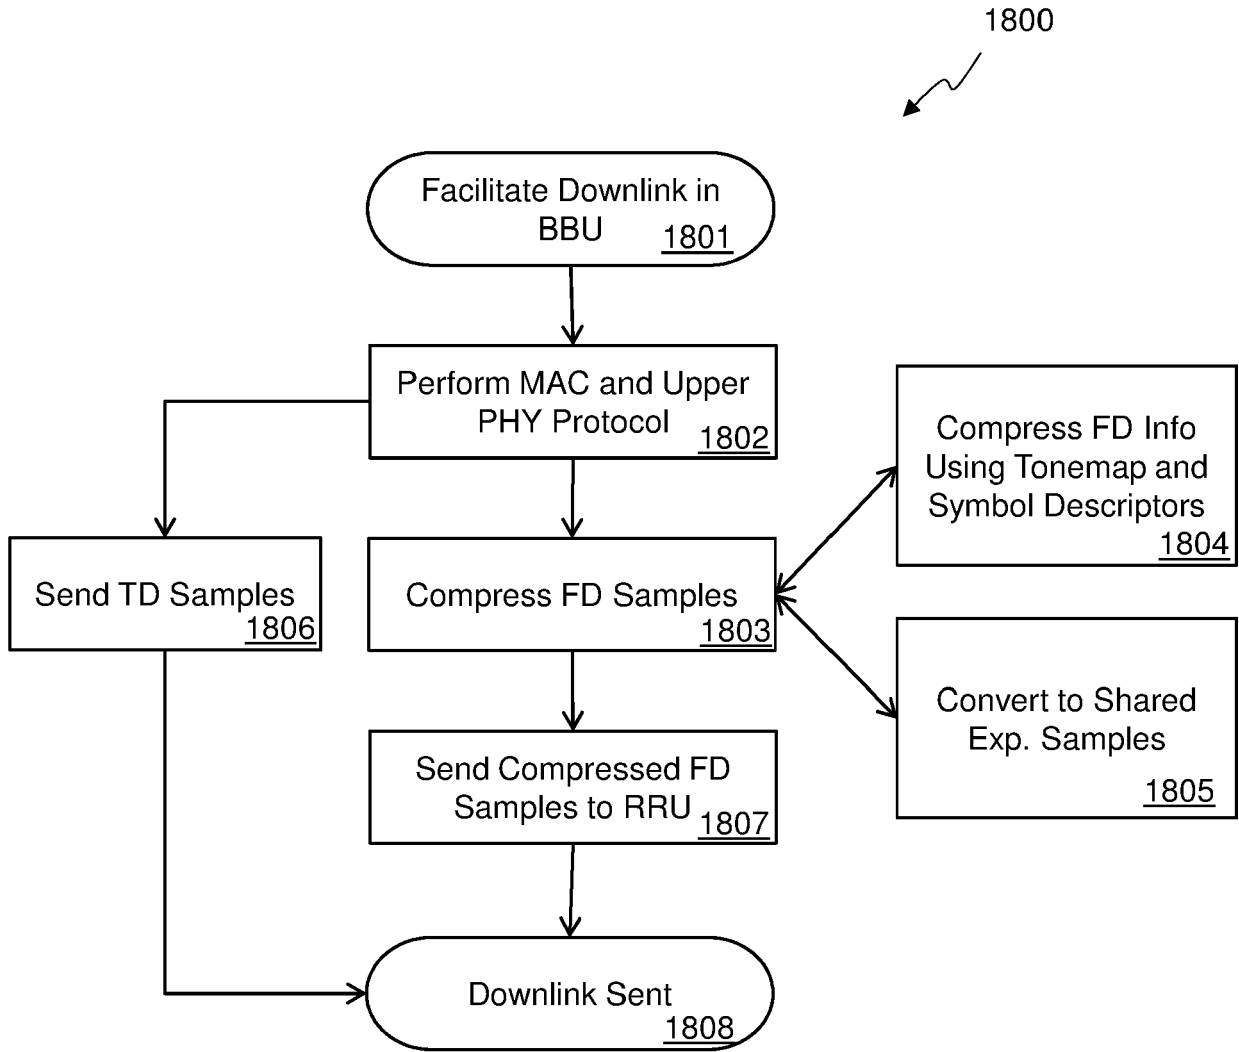 1800
Facilitate Downlink in
BBU
1801
Perform MAC and Upper
PHY Protocol
1802
Compress FD Info
Using Tonemap and
Symbol Descriptors
1804
Send TD Samples
1806
Compress FD Samples
1803
Convert to Shared
Exp. Samples
1805
Send Compressed FD
Samples to RRU
1807
Downlink Sent
1808